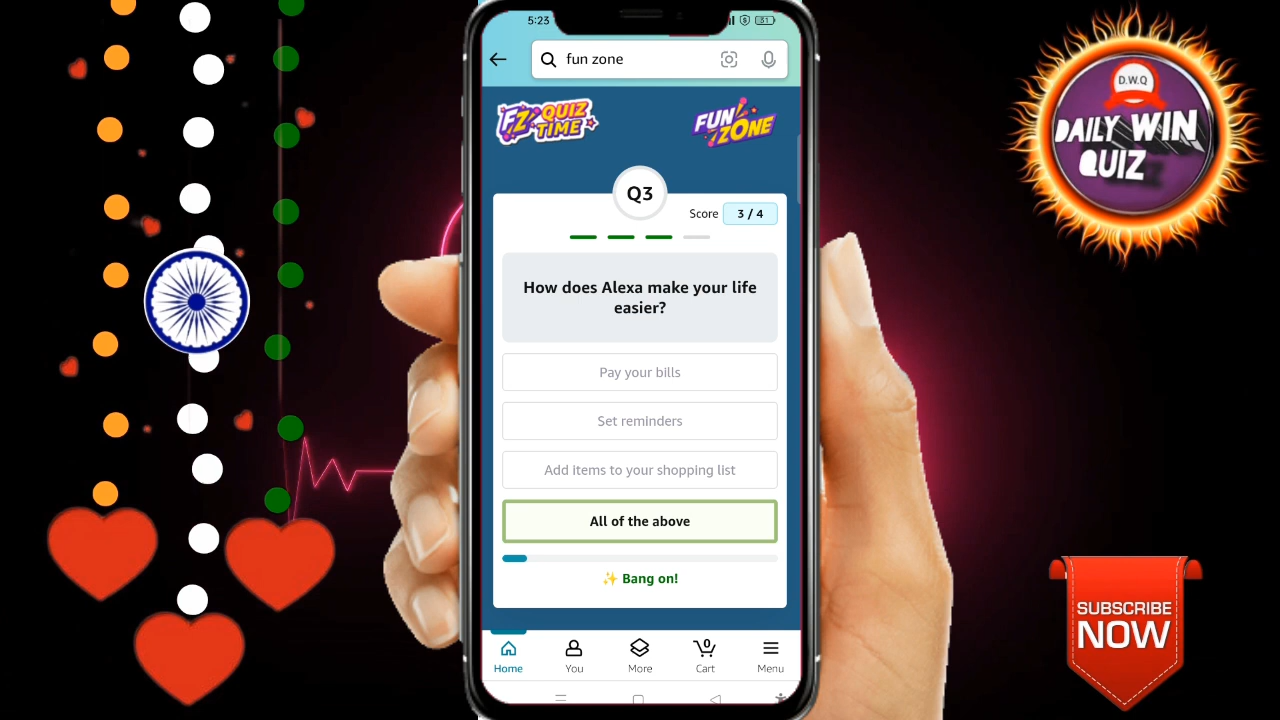 5:23
31
fun zone
FZ QUIZ
TIME
FUN
ZONE
Q3
Score 3 / 4
How does Alexa make your life
easier?
Pay your bills
Set reminders
Add items to your shopping list
All of the above
✨ Bang on!
Home
You
More
0
Cart
Menu
D.W.Q
DAILY WIN
QUIZ
SUBSCRIBE
NOW